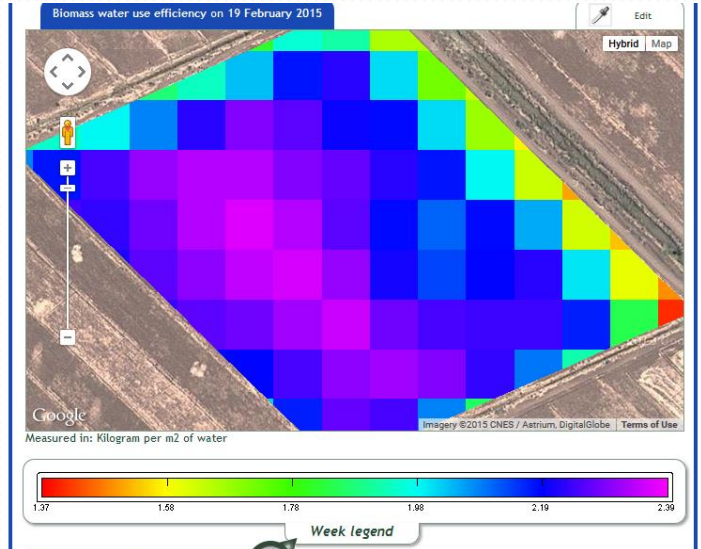 Biomass water use efficiency on 19 February 2015
Edit
Hybrid Map
Google
Imagery ©2015 CNES / Astrium, DigitalGlobe Terms of Use
Measured in: Kilogram per m2 of water
1.37 1.58 1.78 1.98 2.19 2.39
Week legend